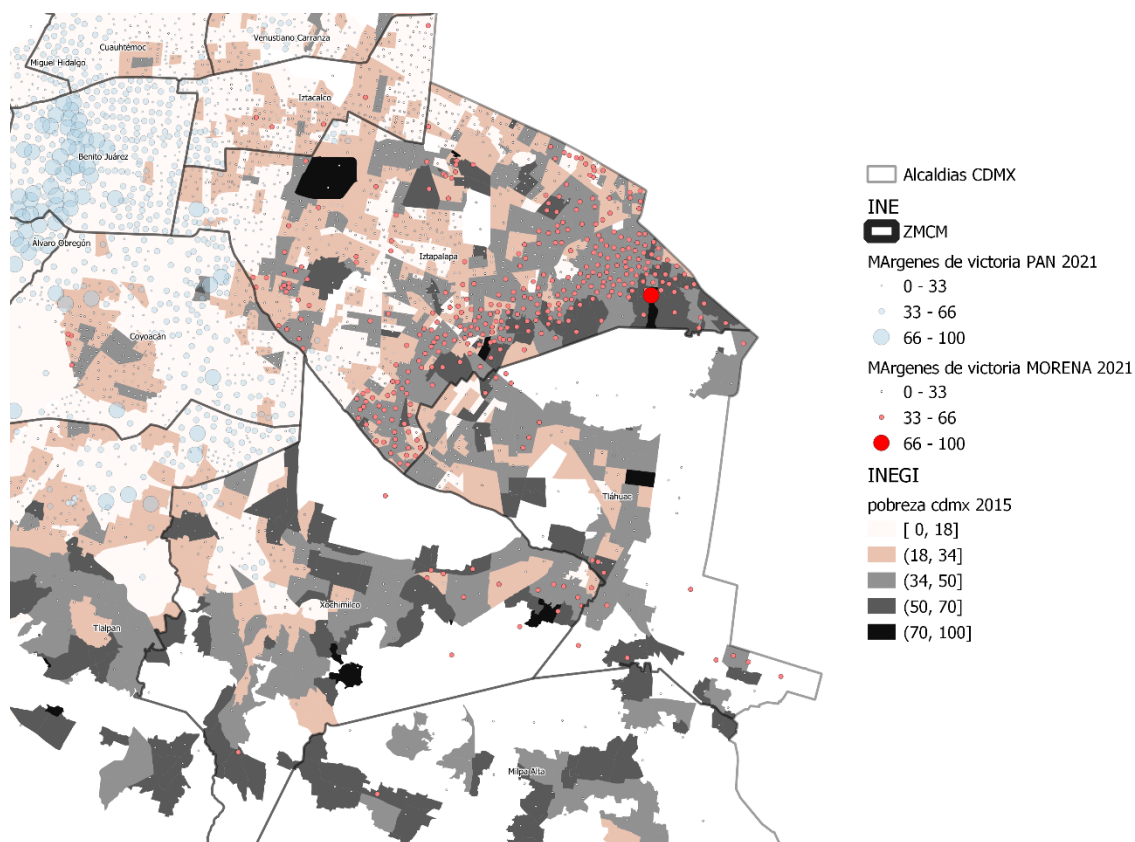 Cuauhtémoc
Venustiano Carranza
Miguel Hidalgo
Iztacalco
Benito Juárez
Alvaro Obregón
Iztapalapa
Coyoacán
Tláhuac
Xochimilco
Tlalpan
Milpa Alta
Alcaldias CDMX
INE
ZMCM
MArgenes de victoria PAN 2021
0 - 33
33 - 66
66 - 100
MArgenes de victoria MORENA 2021
0 - 33
33 - 66
66 - 100
INEGI
pobreza cdmx 2015
[ 0, 18]
(18, 34]
(34, 50]
(50, 70]
(70, 100]